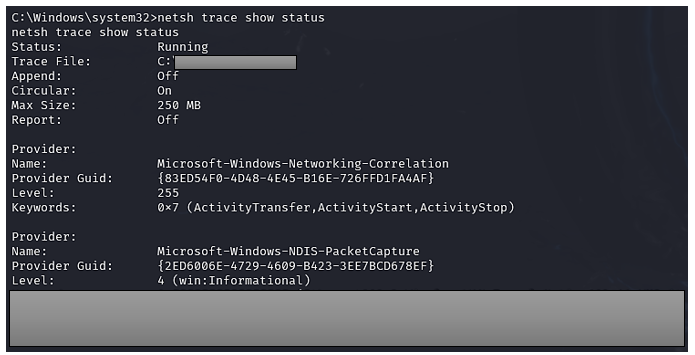 C:\Windows\system32>netsh trace show status
netsh trace show status
Status: Running
Trace File: C:\
Append: Off
Circular: On
Max Size: 250 MB
Report: Off
Provider:
Name: Microsoft-Windows-Networking-Correlation
Provider Guid: {83ED54F0-4D48-4E45-B16E-726FFD1FA4AF}
Level: 255
Keywords: 0×7 (ActivityTransfer,ActivityStart,ActivityStop)
Provider:
Name: Microsoft-Windows-NDIS-PacketCapture
Provider Guid: {2ED6006E-4729-4609-B423-3EE7BCD678EF}
Level: 4 (win:Informational)